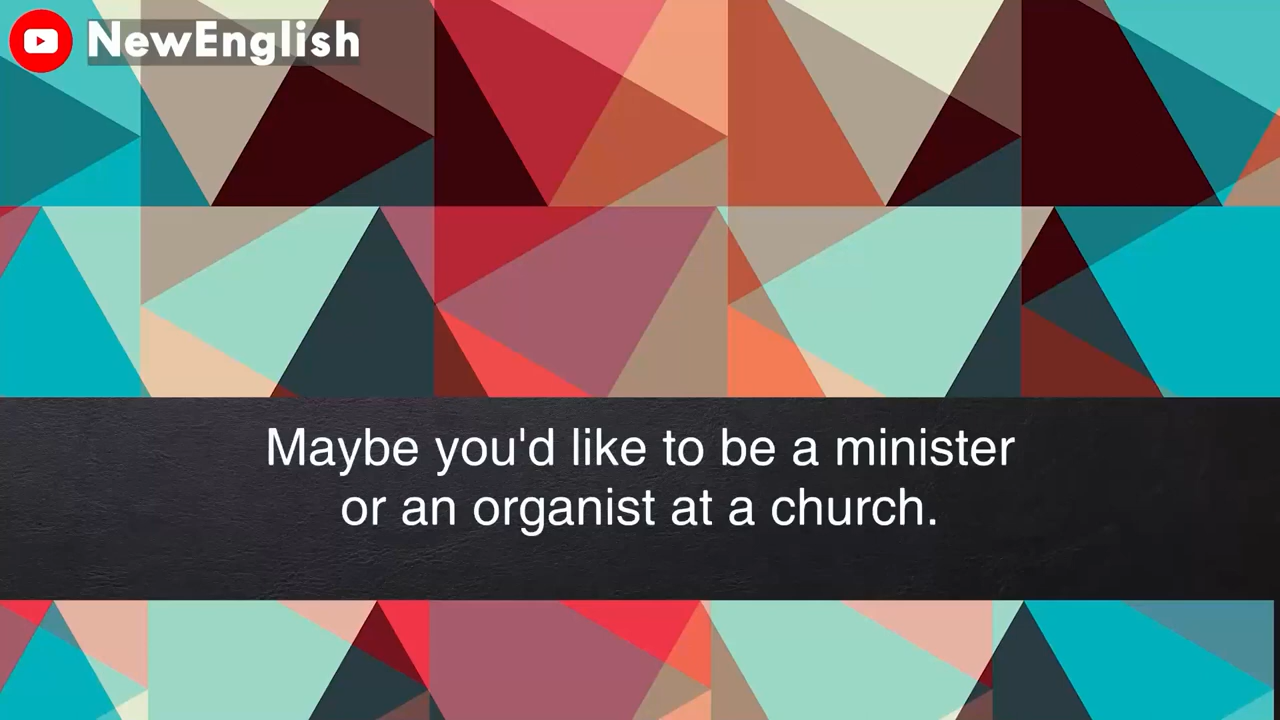 NewEnglish
Maybe you'd like to be a minister
or an organist at a church.